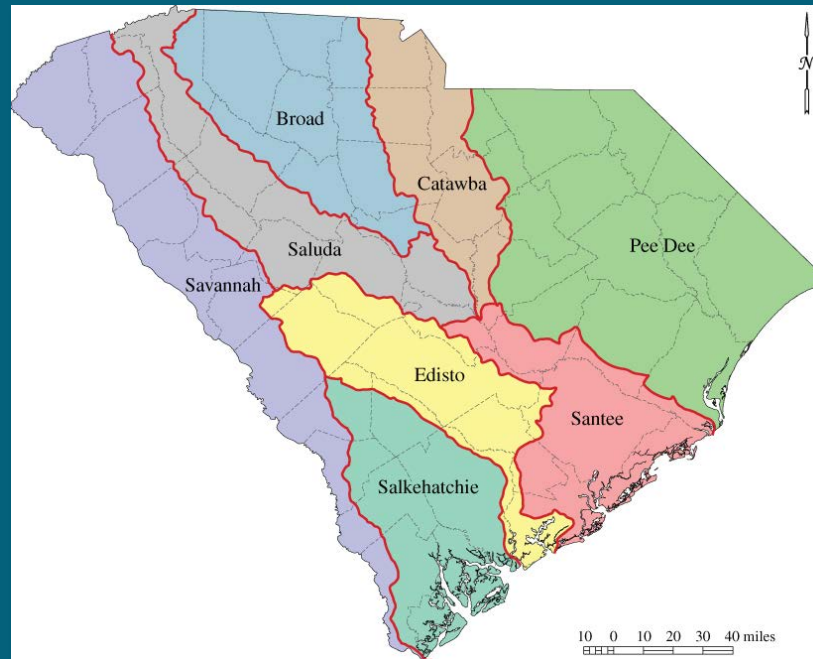 N
Broad
Catawba
Pee Dee
Saluda
Savannah
Edisto
Santee
Salkehatchie
10 0 10 20 30 40 miles